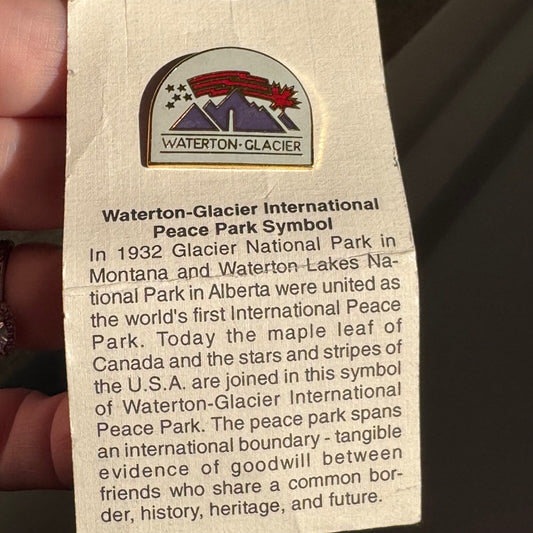 WATERTON·GLACIER
Waterton-Glacier International
Peace Park Symbol
In 1932 Glacier National Park in
Montana and Waterton Lakes Na-
tional Park in Alberta were united as
the world's first International Peace
Park. Today the maple leaf of
Canada and the stars and stripes of
the U.S.A. are joined in this symbol
of Waterton-Glacier International
Peace Park. The peace park spans
an international boundary - tangible
evidence of goodwill between
friends who share a common bor-
der, history, heritage, and future.